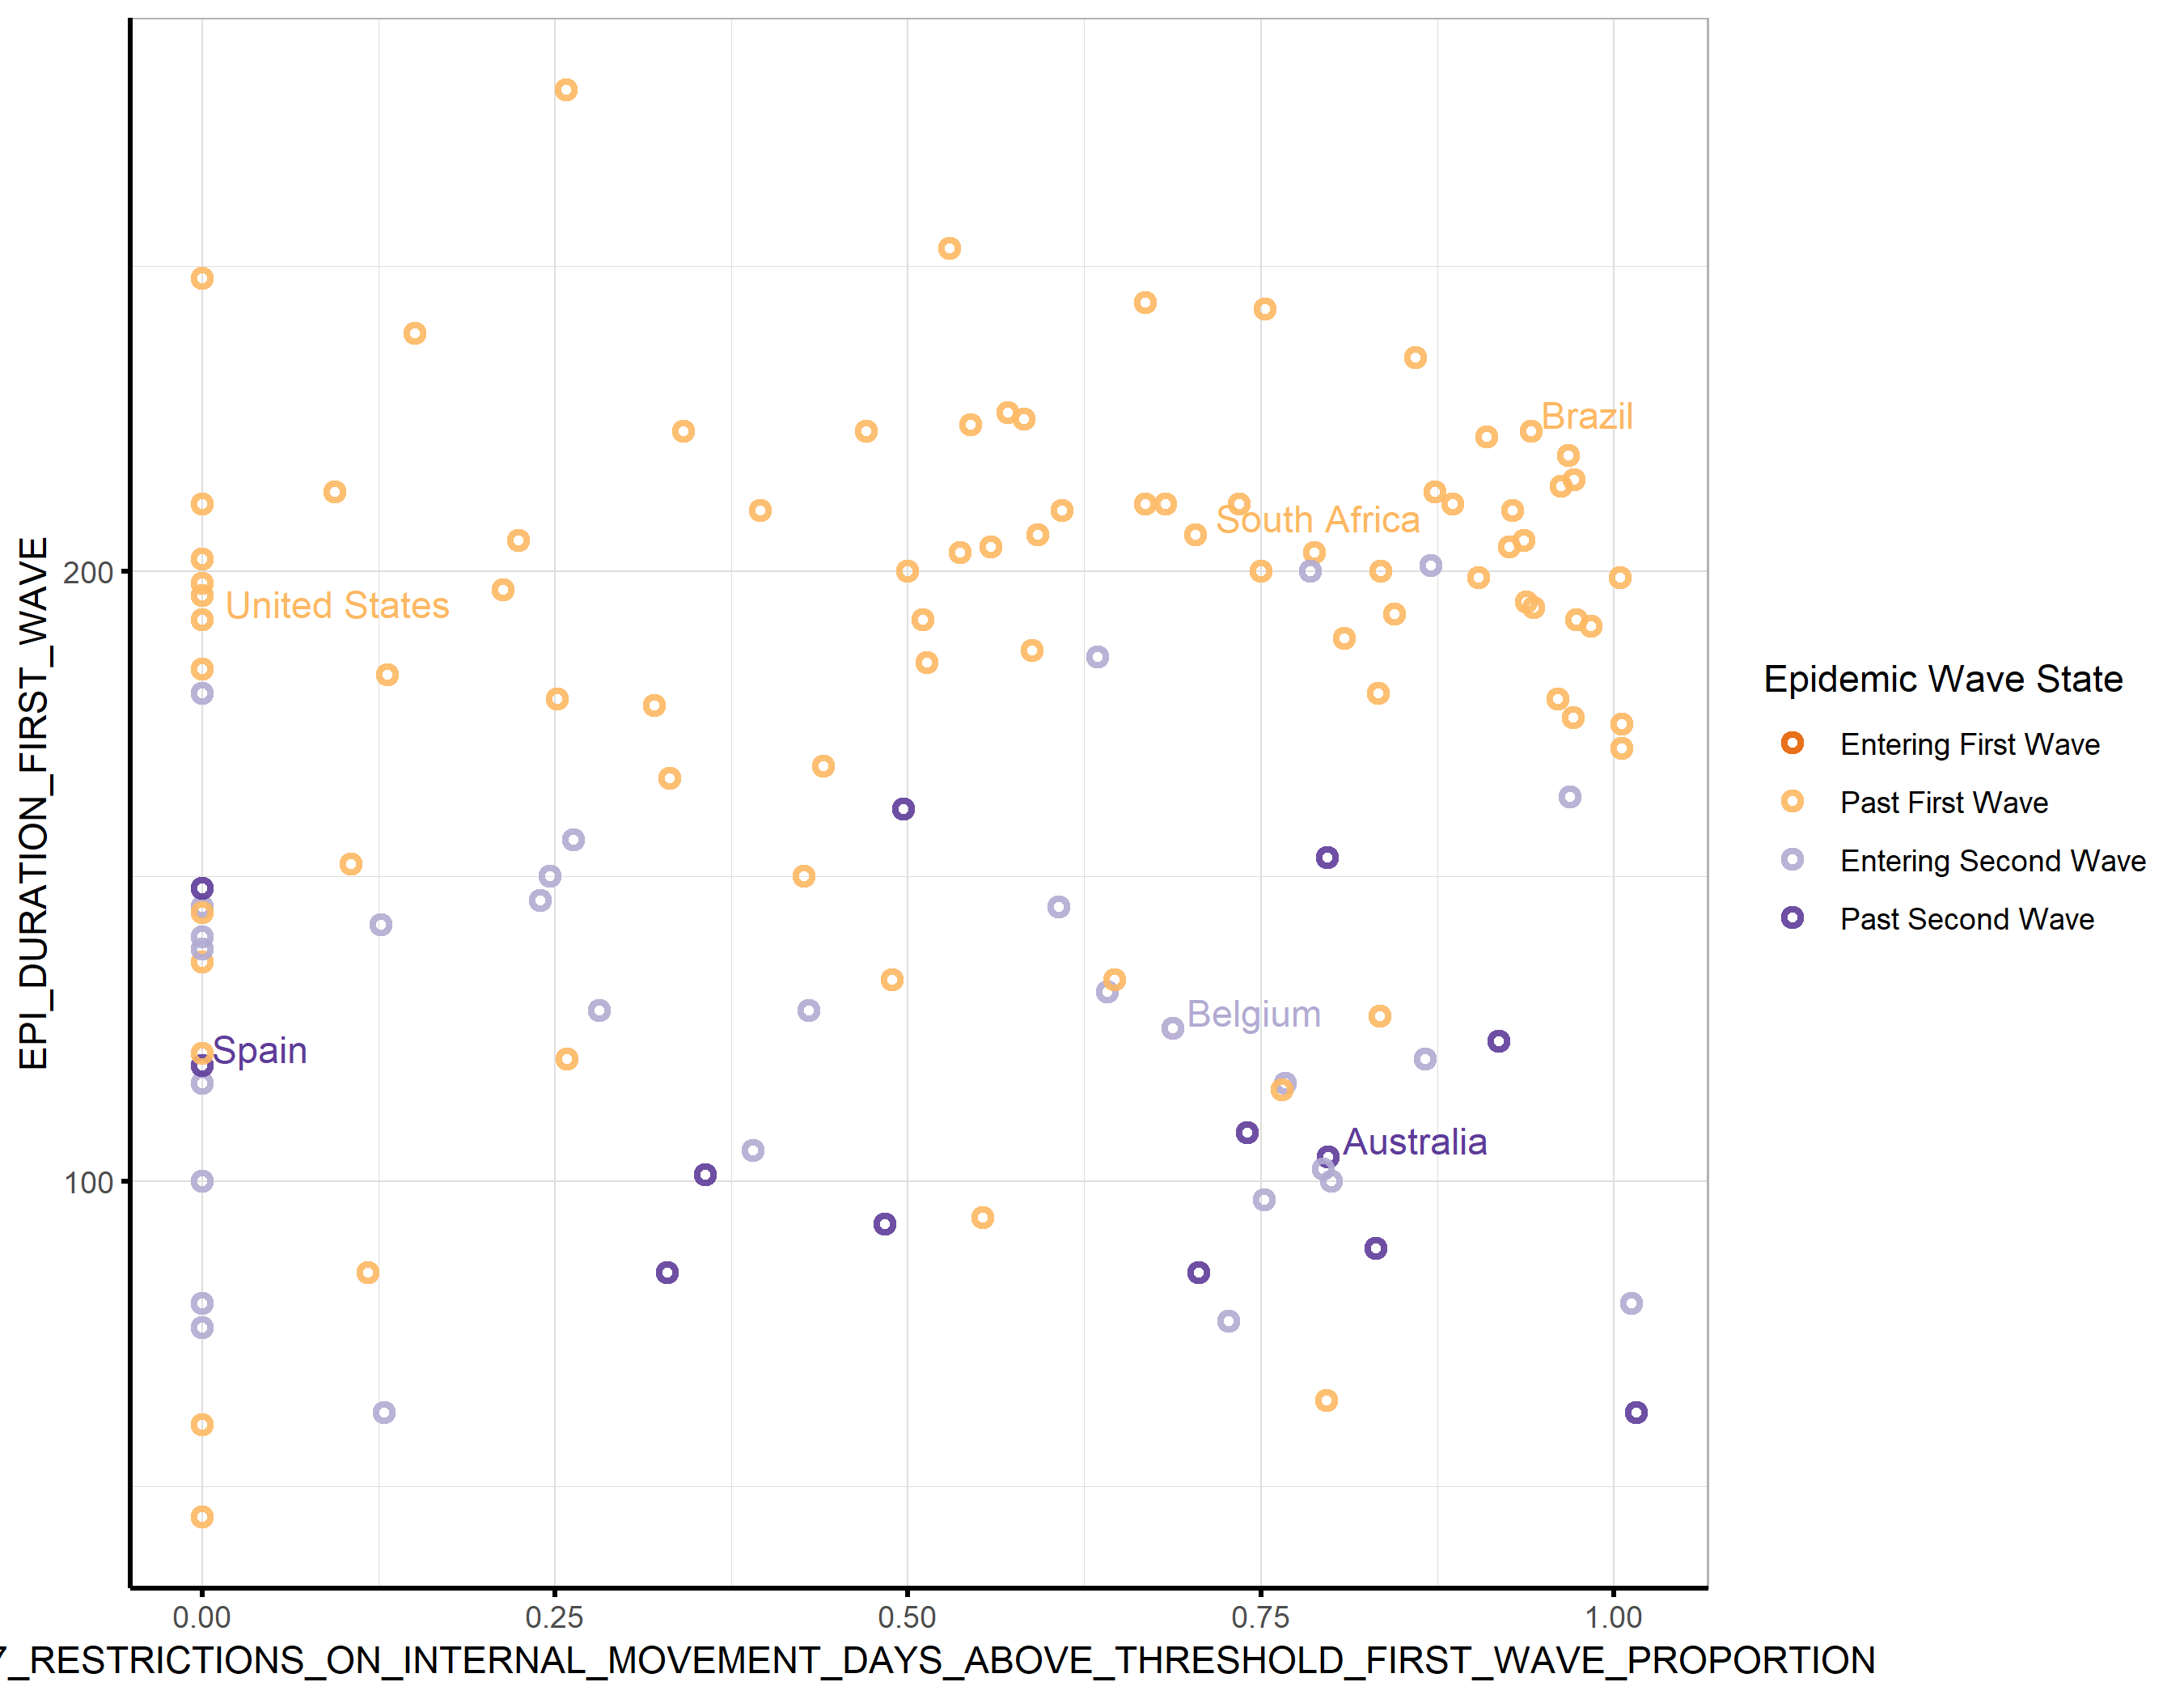 EPI_DURATION_FIRST_WAVE
200
100
Brazil
South Africa
United States
Belgium
Spain
Australia
0.00
0.25
0.50
0.75
1.00
7_RESTRICTIONS_ON_INTERNAL_MOVEMENT_DAYS_ABOVE_THRESHOLD_FIRST_WAVE_PROPORTION
Epidemic Wave State
Entering First Wave
Past First Wave
Entering Second Wave
Past Second Wave